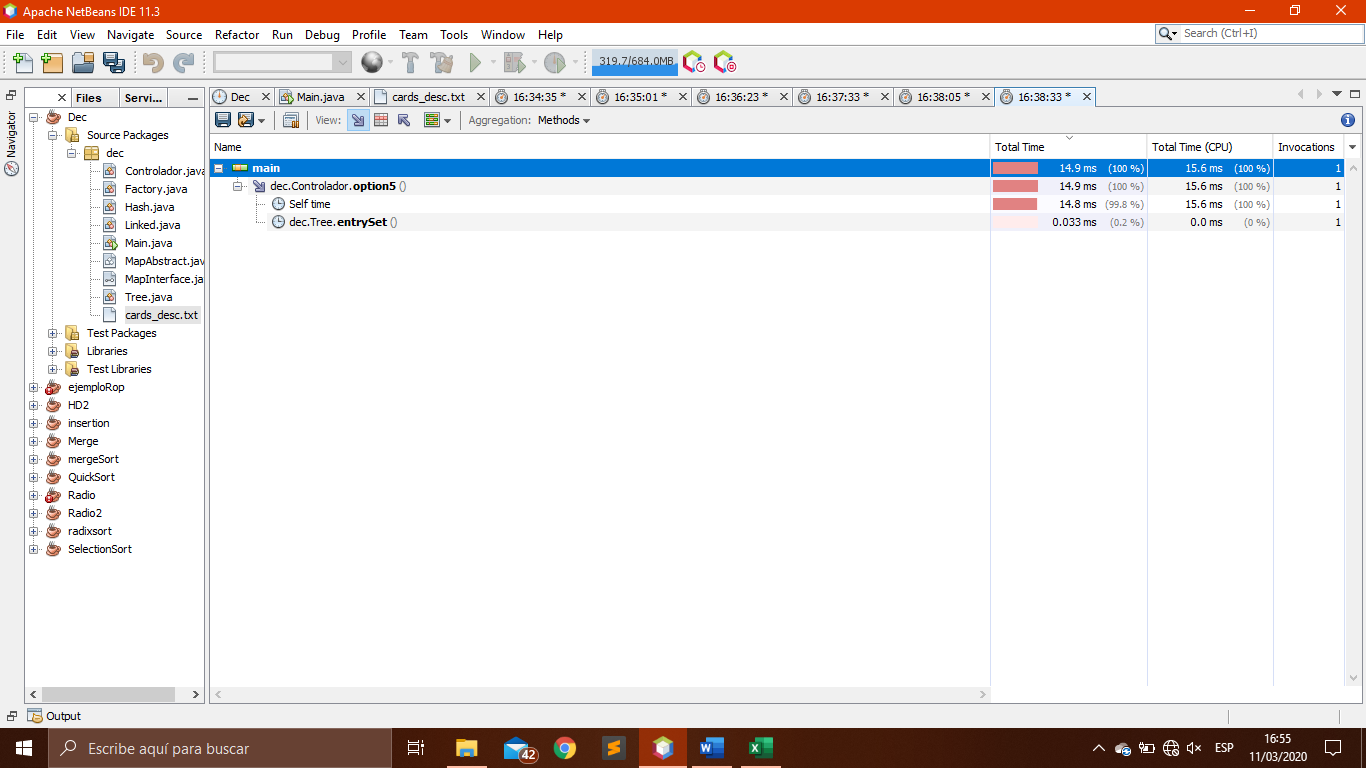 Apache NetBeans IDE 11.3
File Edit View Navigate Source Refactor Run Debug Profile Team Tools Window Help
Search (Ctrl+I)
319.7/684.0MB
Files Servi...
Dec Main.java cards_desc.txt 16:34:35 * 16:35:01 * 16:36:23 * 16:37:33 * 16:38:05 * 16:38:33 *
View: Aggregation: Methods
Navigator
Dec
Source Packages
dec
Controlador.java
Factory.java
Hash.java
Linked.java
Main.java
MapAbstract.jav
MapInterface.ja
Tree.java
cards_desc.txt
Test Packages
Libraries
Test Libraries
ejemploRop
HD2
insertion
Merge
mergeSort
QuickSort
Radio
Radio2
radixsort
SelectionSort
Name Total Time Total Time (CPU) Invocations
main 14.9 ms (100 %) 15.6 ms (100 %) 1
dec.Controlador.option5 () 14.9 ms (100 %) 15.6 ms (100 %) 1
Self time 14.8 ms (99.8 %) 15.6 ms (100 %) 1
dec.Tree.entrySet () 0.033 ms (0.2 %) 0.0 ms (0 %) 1
Output
Escribe aquí para buscar
42
ESP
16:55
11/03/2020